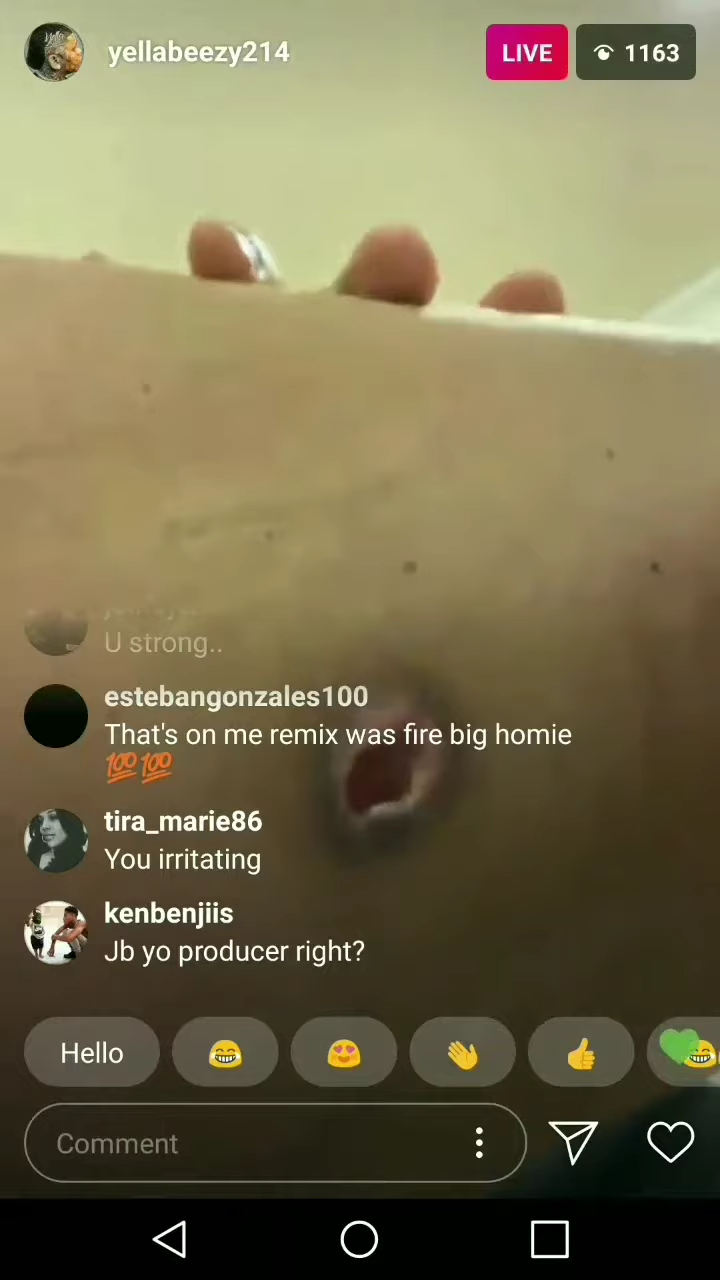 yellabeezy214
LIVE
1163
U strong..
estebangonzales100
That's on me remix was fire big homie
💯💯
tira_marie86
You irritating
kenbenjiis
Jb yo producer right?
Hello
Comment